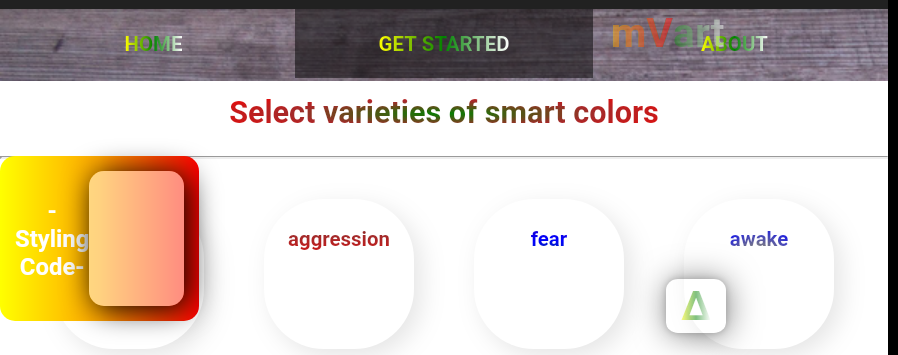 HOME
GET STARTED
mVart
ABOUT
Select varieties of smart colors
-
Styling
Code-
aggression
fear
awake
Δ